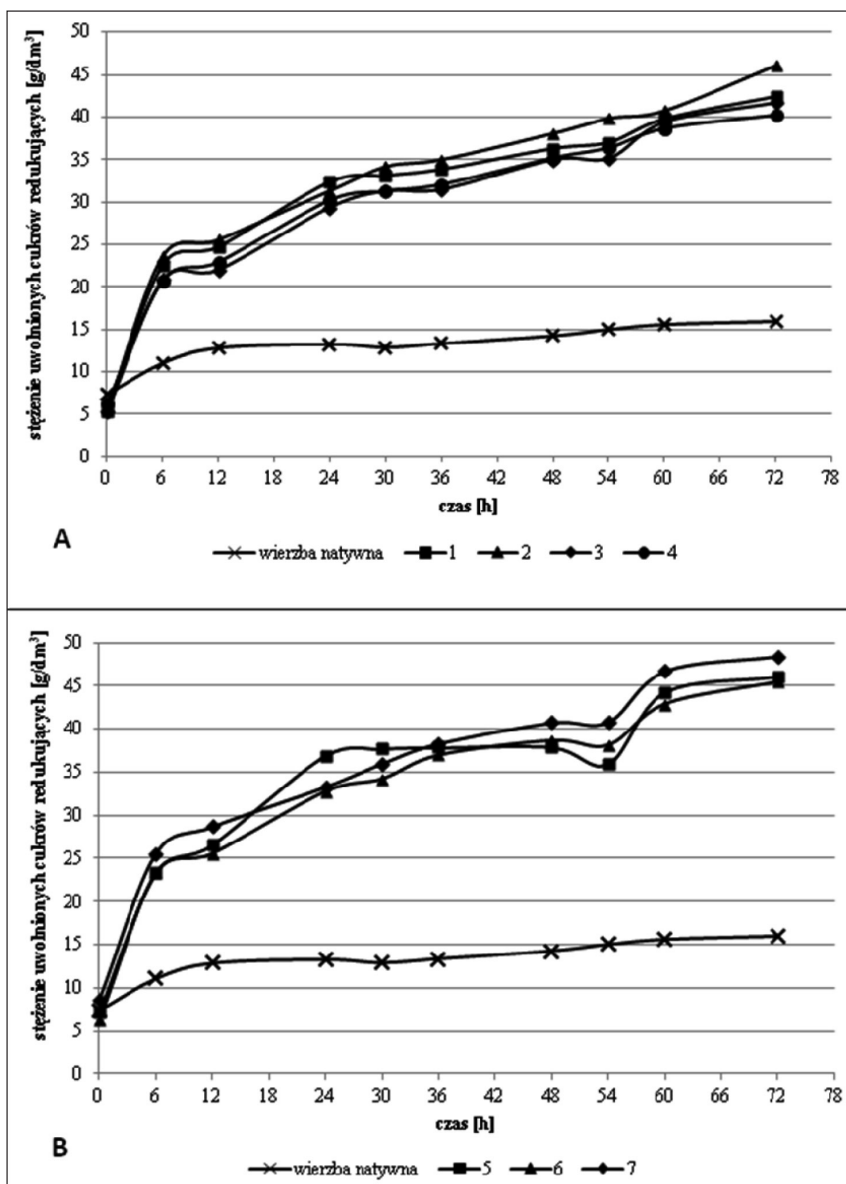 stężenie uwolnionych cukrów redukujących [g/dm³]
50
45
40
35
30
25
20
15
10
5
0
0 6 12 18 24 30 36 42 48 54 60 66 72 78
czas [h]
A
wierzba natywna 1 2 3 4
stężenie uwolnionych cukrów redukujących [g/dm³]
50
45
40
35
30
25
20
15
10
5
0
0 6 12 18 24 30 36 42 48 54 60 66 72 78
czas [h]
B
wierzba natywna 5 6 7